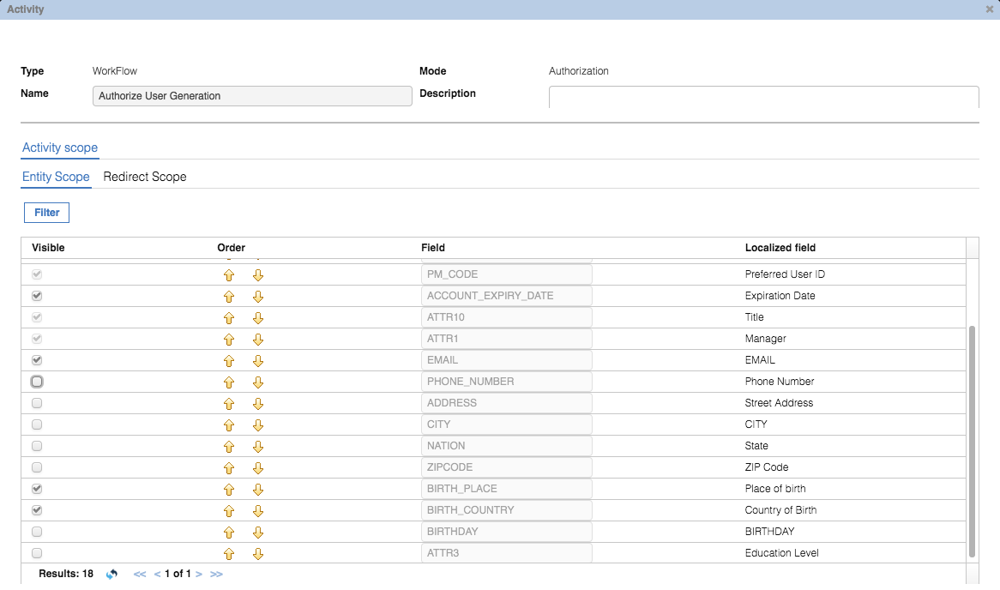 Activity
Type WorkFlow Mode Authorization
Name Authorize User Generation Description
Activity scope
Entity Scope Redirect Scope
Filter
Visible Order Field Localized field
PM_CODE Preferred User ID
ACCOUNT_EXPIRY_DATE Expiration Date
ATTR10 Title
ATTR1 Manager
EMAIL EMAIL
PHONE_NUMBER Phone Number
ADDRESS Street Address
CITY CITY
NATION State
ZIPCODE ZIP Code
BIRTH_PLACE Place of birth
BIRTH_COUNTRY Country of Birth
BIRTHDAY BIRTHDAY
ATTR3 Education Level
Results: 18 << < 1 of 1 > >>